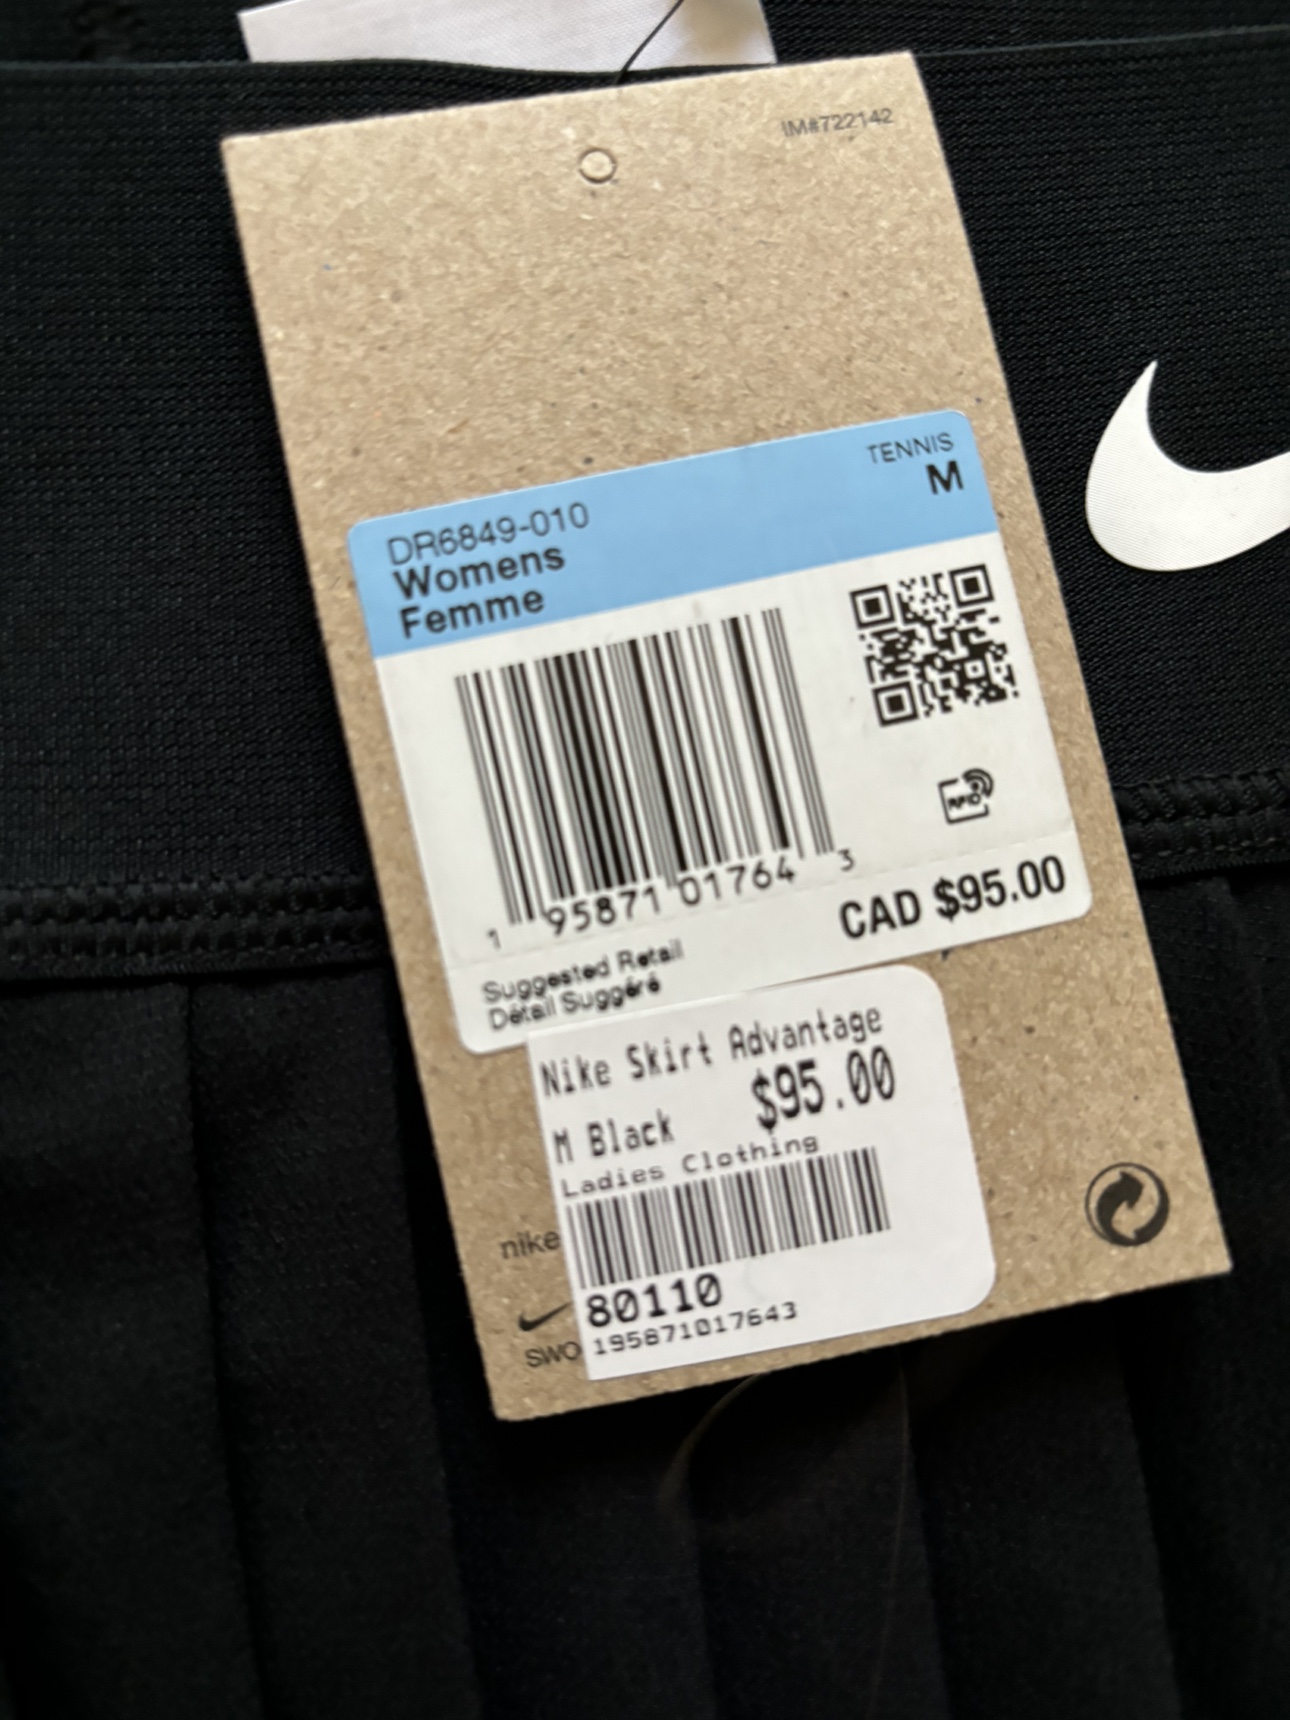 IM#722142
TENNIS
M
DR6849-010
Womens
Femme
RFID
1 95871 01764 3
CAD $95.00
Suggested Retail
Détail Suggéré
Nike Skirt Advantage
$95.00
M Black
Ladies Clothing
80110
195871017643
nike
SWO